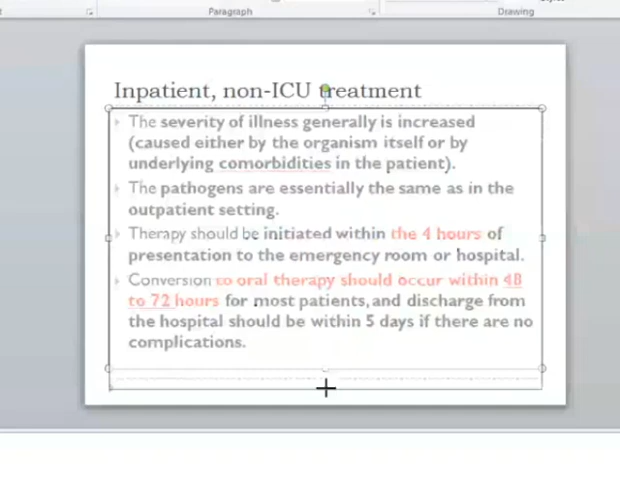 Paragraph
Drawing
Inpatient, non-ICU treatment
The severity of illness generally is increased
(caused either by the organism itself or by
underlying comorbidities in the patient).
The pathogens are essentially the same as in the
outpatient setting.
Therapy should be initiated within the 4 hours of
presentation to the emergency room or hospital.
Conversion to oral therapy should occur within 48
to 72 hours for most patients, and discharge from
the hospital should be within 5 days if there are no
complications.